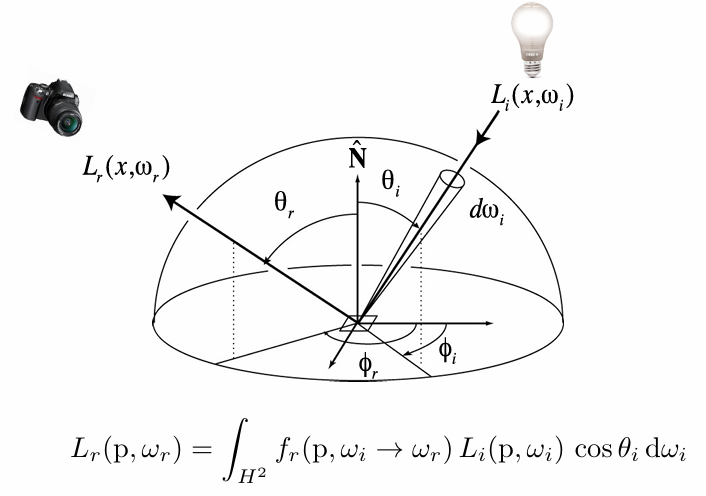 L_i(x,ω_i)
L_r(x,ω_r)
N̂
θ_i
θ_r
dω_i
ϕ_r
ϕ_i
L_r(p, ω_r) = ∫_{H²} f_r(p, ω_i → ω_r) L_i(p, ω_i) cos θ_i dω_i